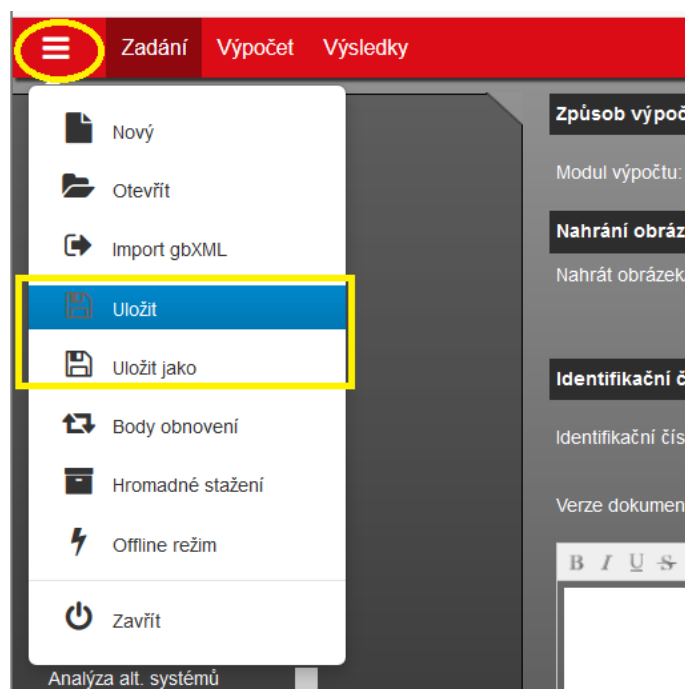 Zadání Výpočet Výsledky
Nový
Otevřít
Import gbXML
Uložit
Uložit jako
Body obnovení
Hromadné stažení
Offline režim
Zavřít
Analýza alt. systémů
Způsob výpoč
Modul výpočtu:
Nahrání obráz
Nahrát obrázek
Identifikační č
Identifikační čís
Verze dokumen
B I U S